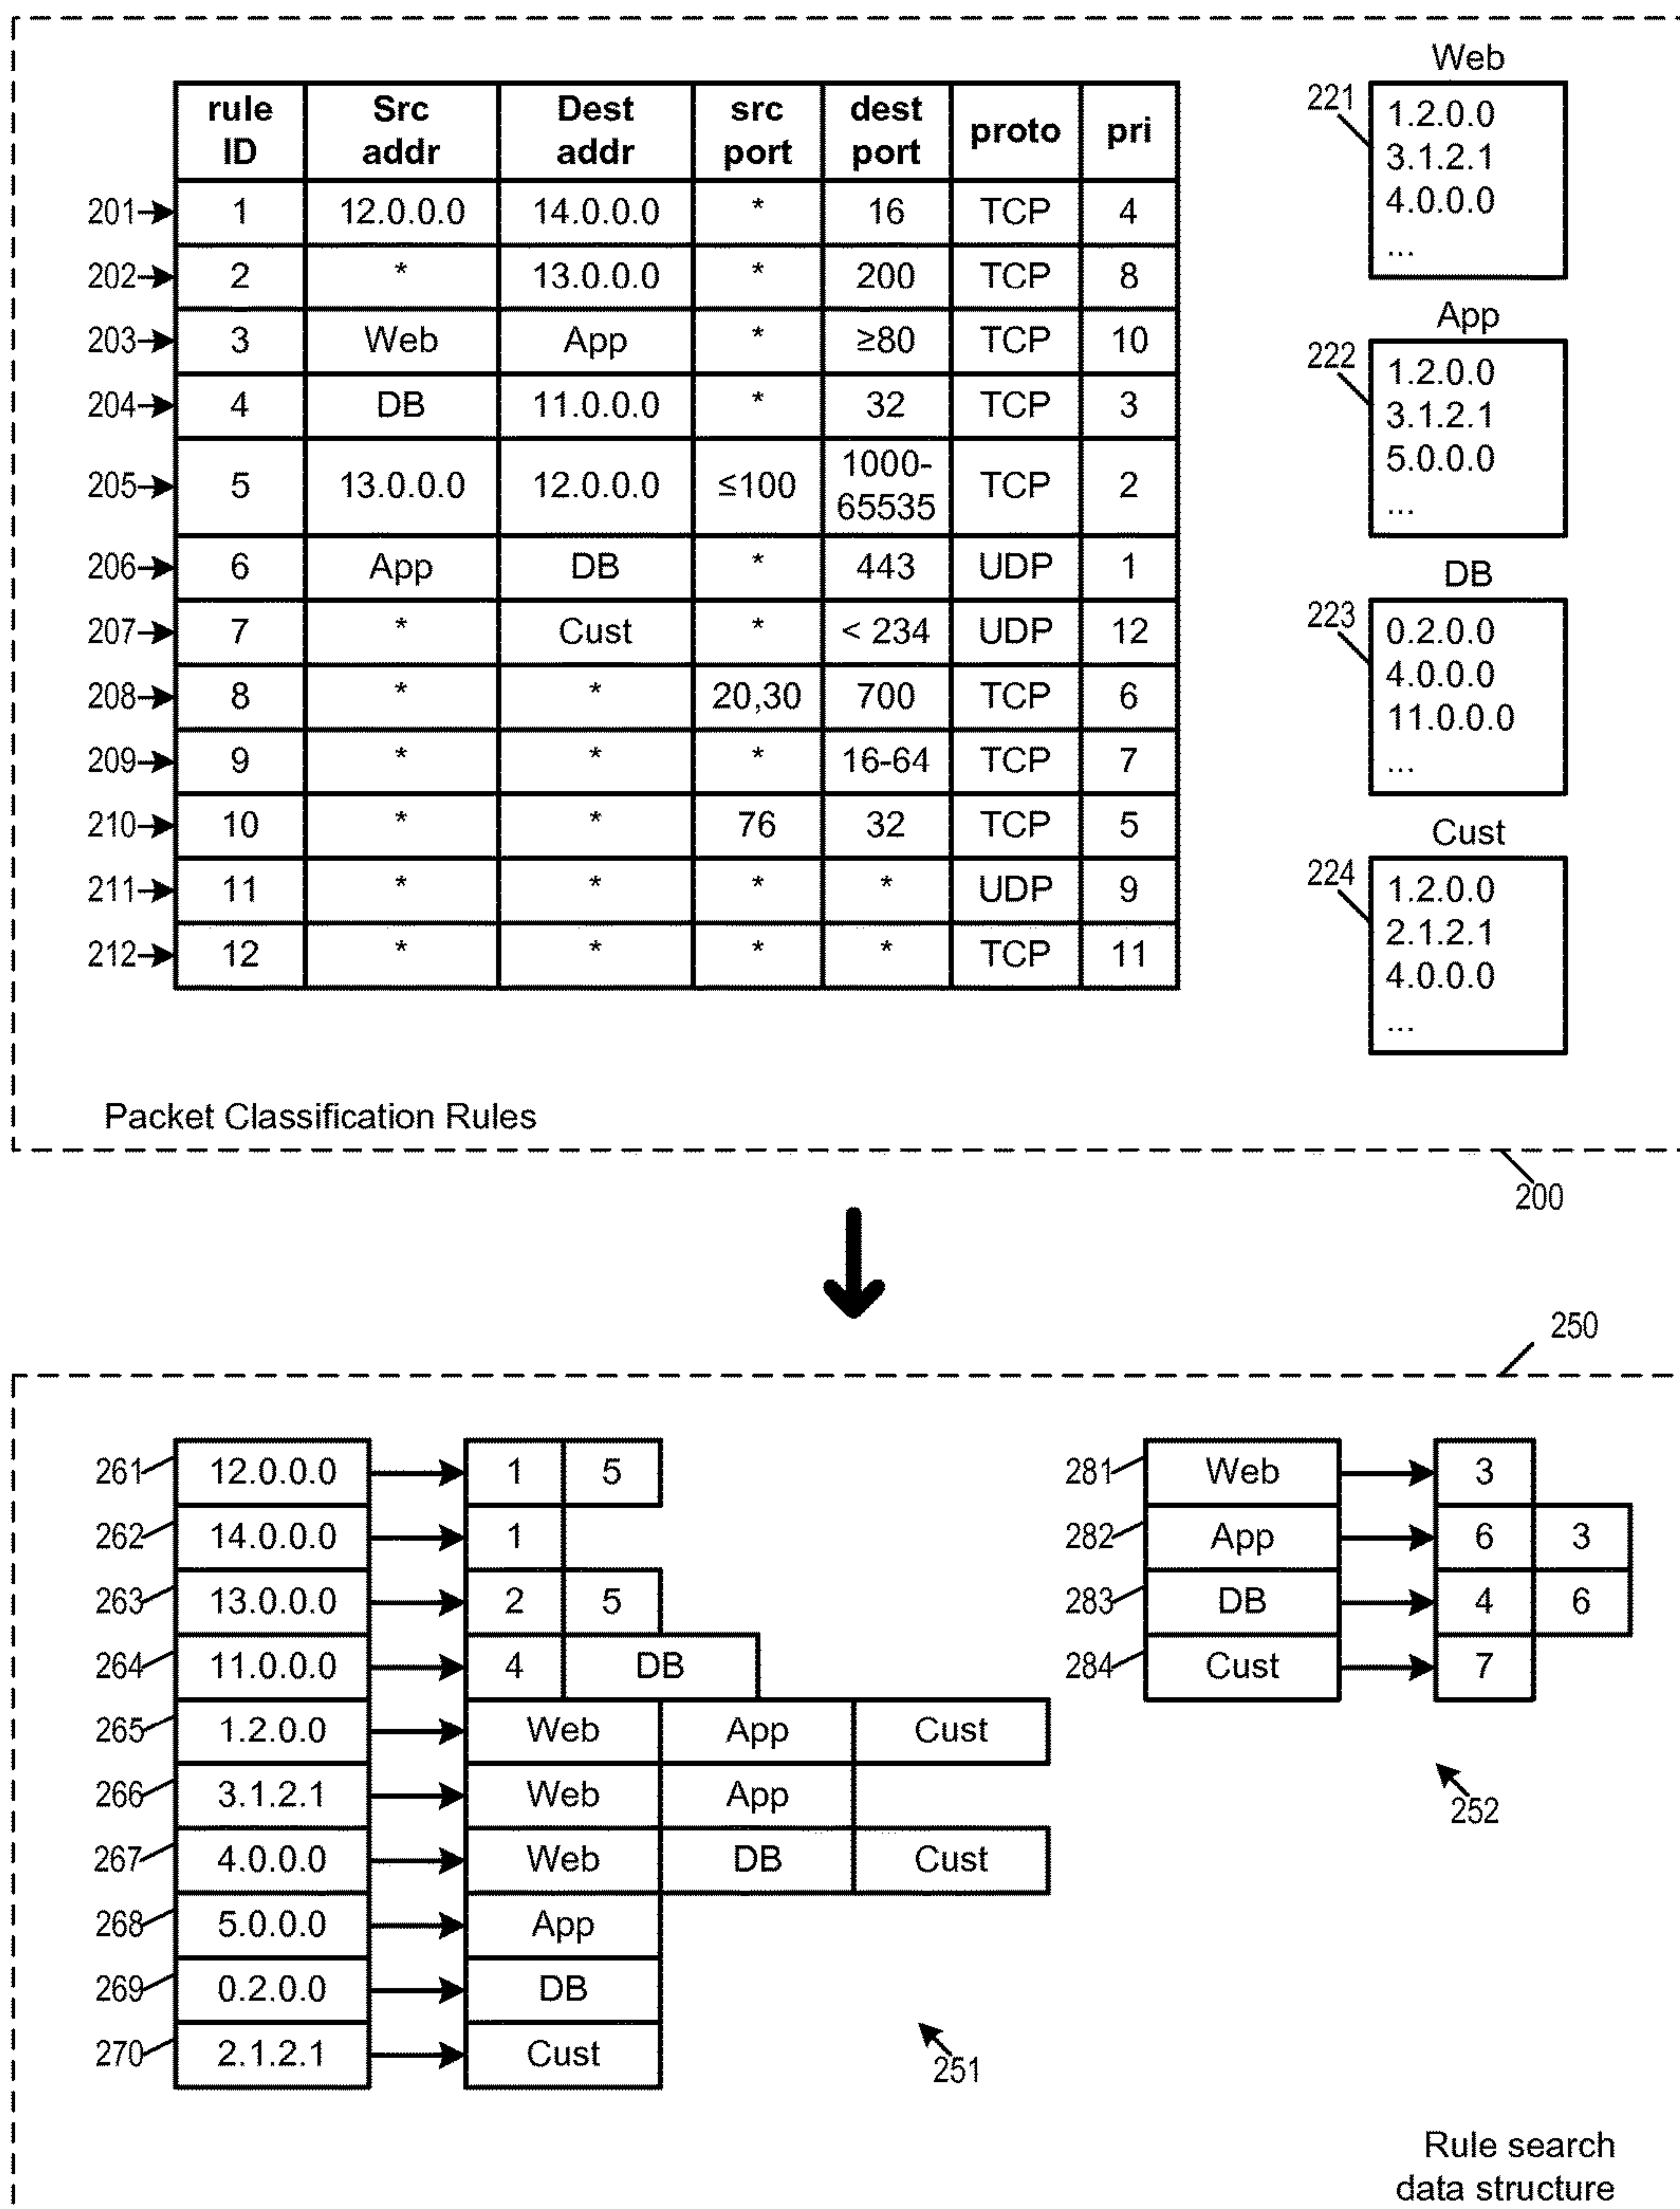 rule ID Src addr Dest addr src port dest port proto pri
201 1 12.0.0.0 14.0.0.0 * 16 TCP 4
202 2 * 13.0.0.0 * 200 TCP 8
203 3 Web App * ≥80 TCP 10
204 4 DB 11.0.0.0 * 32 TCP 3
205 5 13.0.0.0 12.0.0.0 ≤100 1000-65535 TCP 2
206 6 App DB * 443 UDP 1
207 7 * Cust * < 234 UDP 12
208 8 * * 20,30 700 TCP 6
209 9 * * * 16-64 TCP 7
210 10 * * 76 32 TCP 5
211 11 * * * * UDP 9
212 12 * * * * TCP 11
Web
221
1.2.0.0
3.1.2.1
4.0.0.0
...
App
222
1.2.0.0
3.1.2.1
5.0.0.0
...
DB
223
0.2.0.0
4.0.0.0
11.0.0.0
...
Cust
224
1.2.0.0
2.1.2.1
4.0.0.0
...
Packet Classification Rules
200
250
261 12.0.0.0 1 5
262 14.0.0.0 1
263 13.0.0.0 2 5
264 11.0.0.0 4 DB
265 1.2.0.0 Web App Cust
266 3.1.2.1 Web App
267 4.0.0.0 Web DB Cust
268 5.0.0.0 App
269 0.2.0.0 DB
270 2.1.2.1 Cust
251
281 Web 3
282 App 6 3
283 DB 4 6
284 Cust 7
252
Rule search
data structure